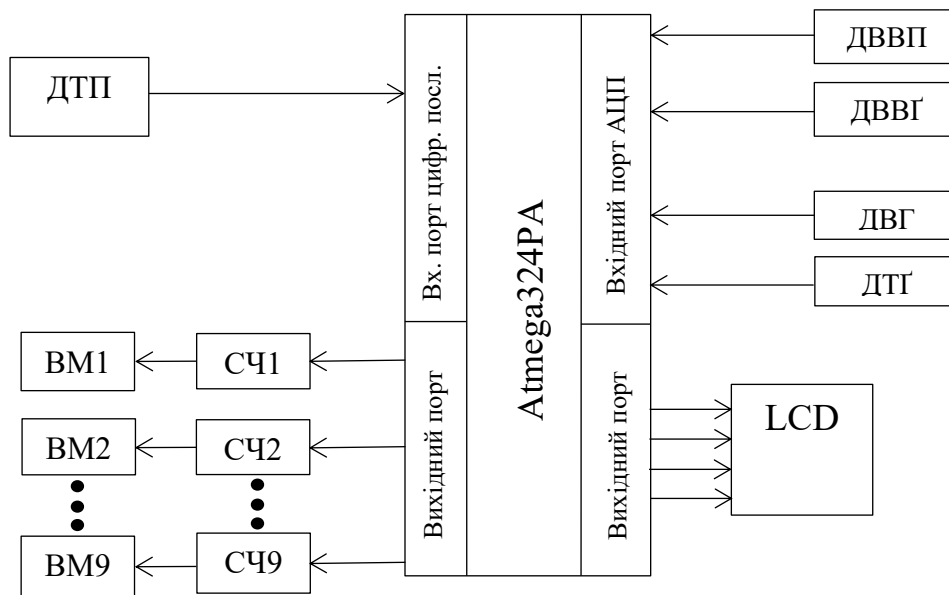 ДТП
Вх. порт цифр. посл.
Вихідний порт
Atmega324PA
Вхідний порт АЦП
Вихідний порт
ДВВП
ДВВҐ
ДВГ
ДТҐ
LCD
ВМ1
СЧ1
ВМ2
СЧ2
ВМ9
СЧ9